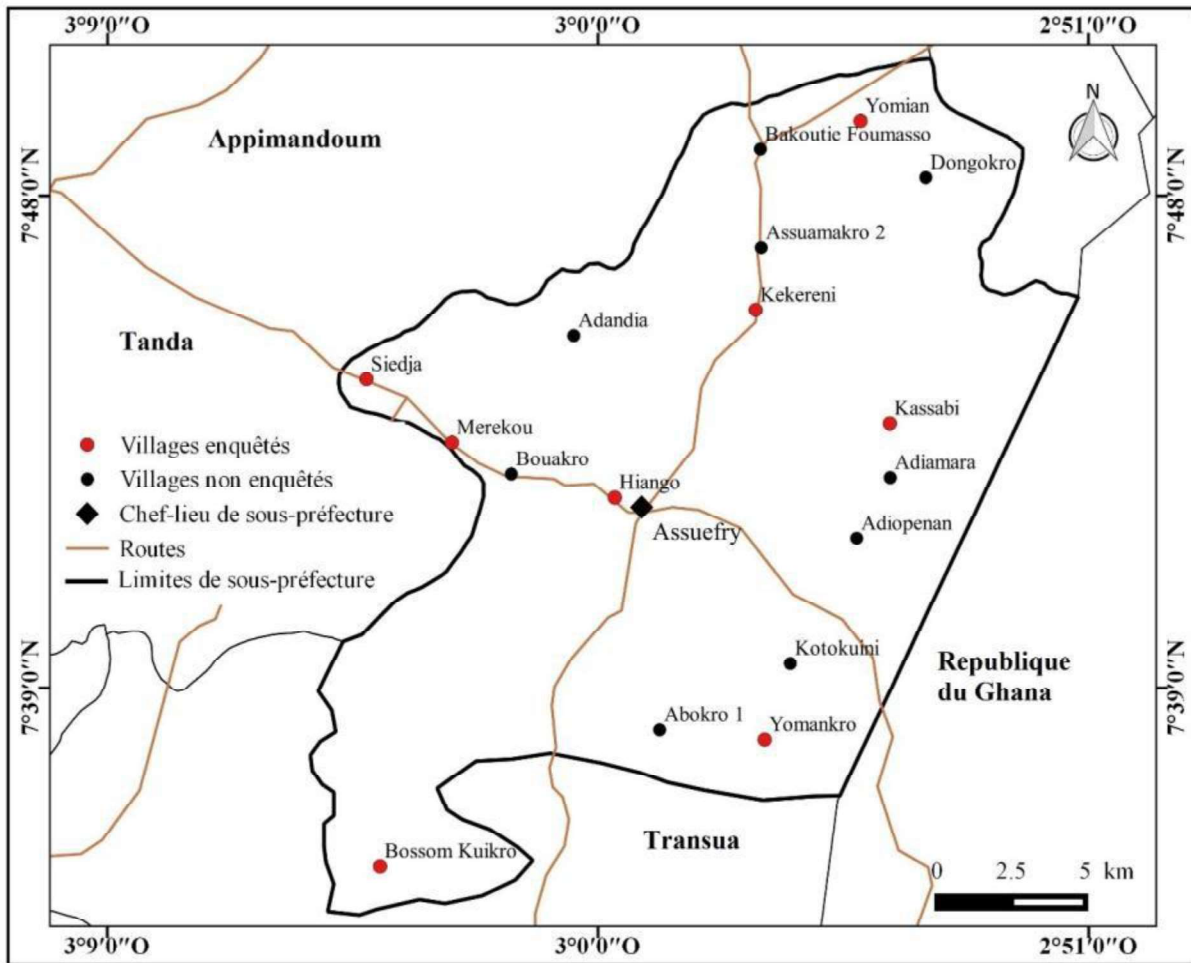 3°9'0"O
3°0'0"O
2°51'0"O
N
Yomian
Appimandoum
Bakoutie Foumasso
Dongokro
7°48'0"N
7°48'0"N
Assuamakro 2
Kekereni
Adandia
Tanda
Siedja
Kassabi
Merekou
Villages enquêtés
Bouakro
Adiamara
Villages non enquêtés
Hiango
Chef-lieu de sous-préfecture
Assuefry
Adiopenan
Routes
Limites de sous-préfecture
Kotokuini
Republique
du Ghana
7°39'0"N
7°39'0"N
Abokro 1
Yomankro
Transua
Bossom Kuikro
0 2.5 5 km
3°9'0"O
3°0'0"O
2°51'0"O